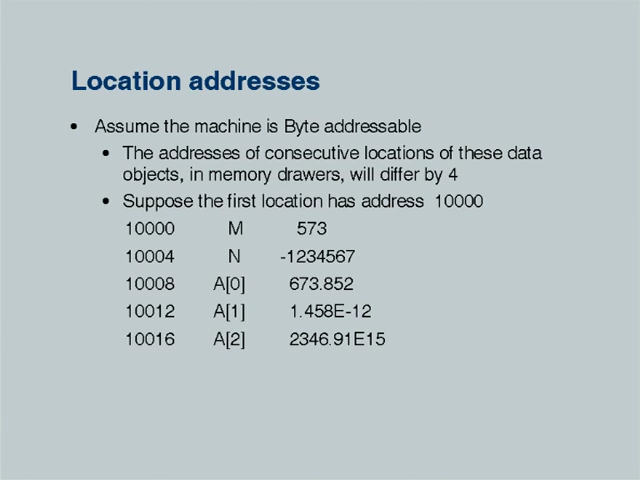 Location addresses
• Assume the machine is Byte addressable
• The addresses of consecutive locations of these data
objects, in memory drawers, will differ by 4
• Suppose the first location has address 10000
10000 M 573
10004 N -1234567
10008 A[0] 673.852
10012 A[1] 1.458E-12
10016 A[2] 2346.91E15